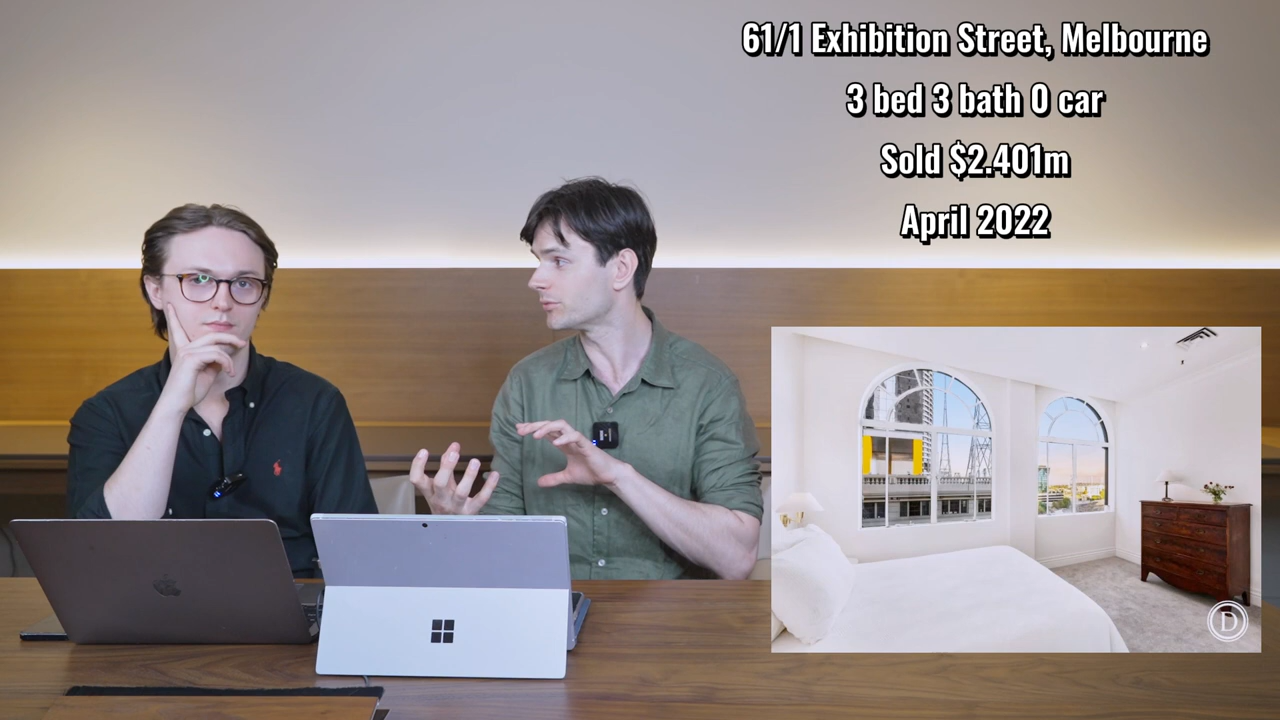 61/1 Exhibition Street, Melbourne
3 bed 3 bath 0 car
Sold $2.401m
April 2022
D